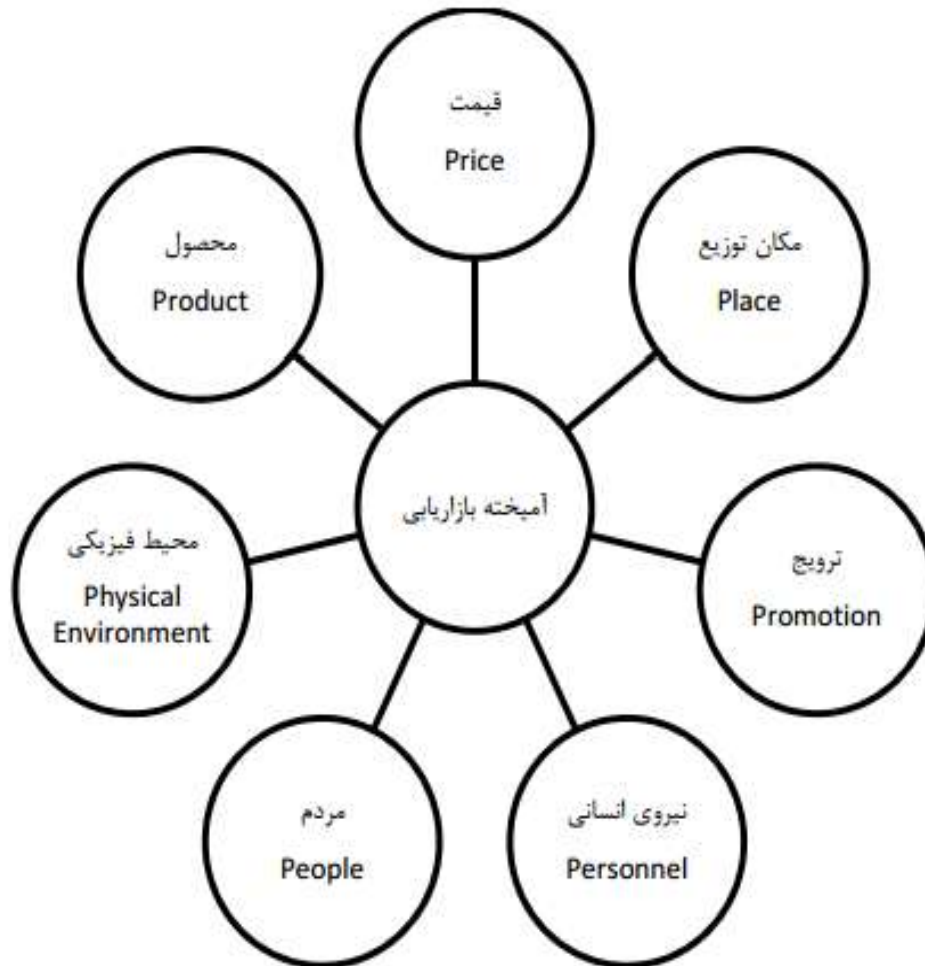 قیمت
Price
مکان توزیع
Place
محصول
Product
آمیخته بازاریابی
ترویج
Promotion
محیط فیزیکی
Physical
Environment
نیروی انسانی
Personnel
مردم
People